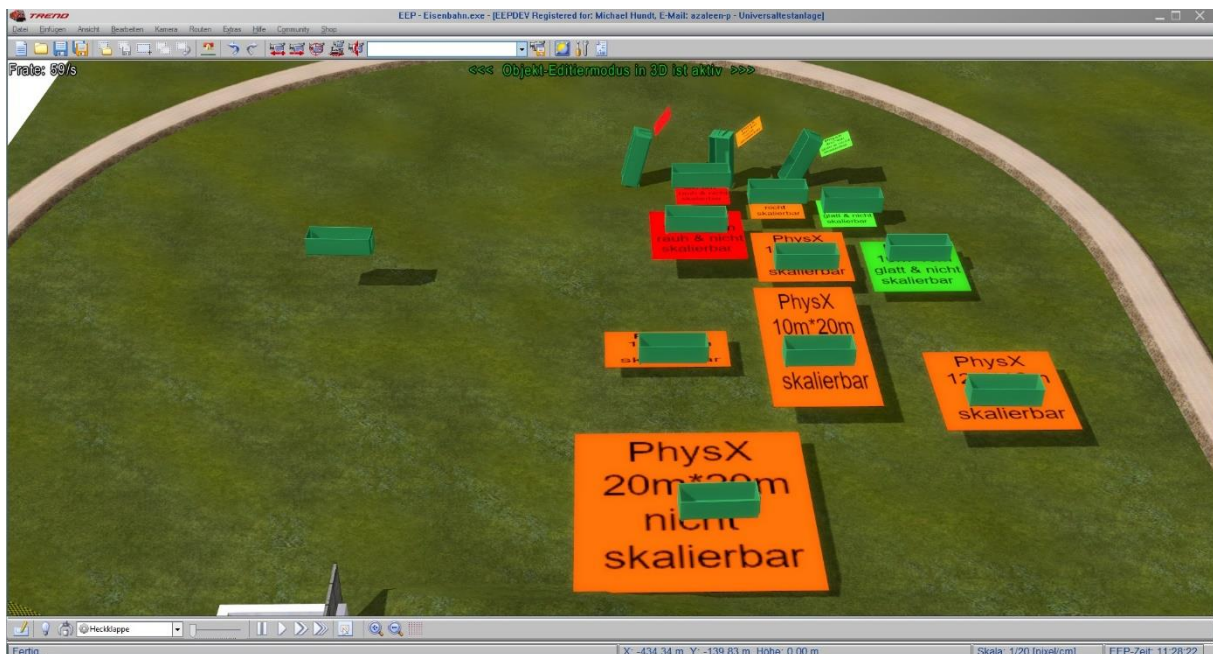 TREND
EEP - Eisenbahn.exe - [EEPDEV Registered for: Michael Hundt, E-Mail: azaleen-p - Universaltestanlage]
Datei Einfügen Ansicht Bearbeiten Kamera Routen Extras Hilfe Community Shop
Frate: 59/s
<<< Objekt-Editiermodus in 3D ist aktiv >>>
nicht
skalierbar
glatt & nicht
rauh & nicht
skalierbar
PhysX
skalierbar
glatt & nicht
skalierbar
PhysX
10m*20m
skalierbar
PhysX
skalierbar
PhysX
20m*20m
nicht
skalierbar
Heckklappe
Fertig
X: -434,34 m, Y: -139,83 m, Höhe: 0,00 m
Skala: 1/20 [pixel/cm]
EEP-Zeit: 11:28:22